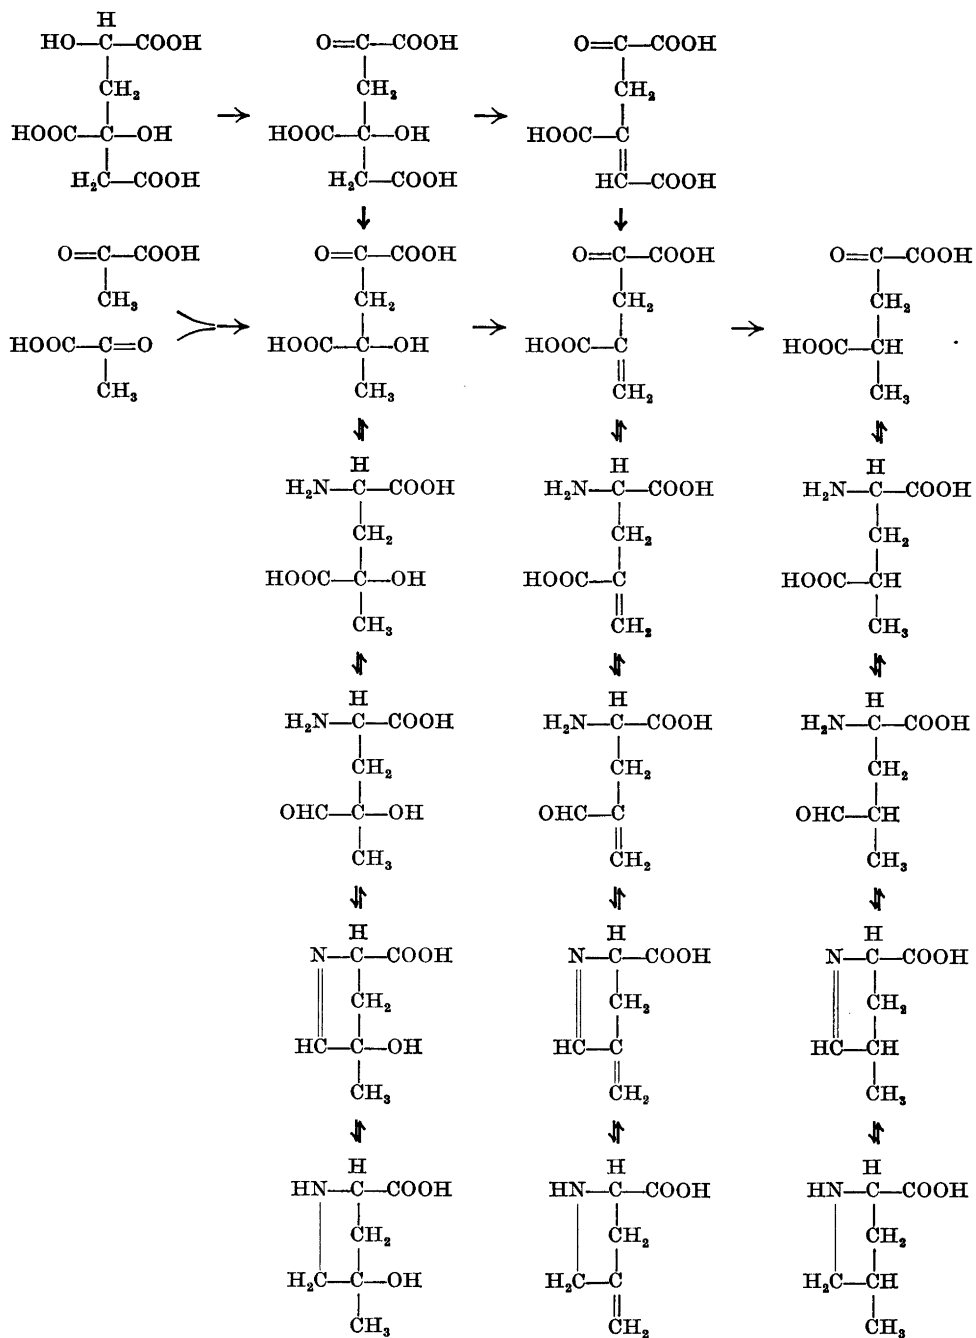 H
HO—C—COOH O=C—COOH O=C—COOH
CH₂ CH₂ CH₂
→ →
HOOC—C—OH HOOC—C—OH HOOC—C
H₂C—COOH H₂C—COOH HC—COOH
↓ ↓
O=C—COOH O=C—COOH O=C—COOH O=C—COOH
CH₃ CH₂ CH₂ CH₂
→ → →
HOOC—C=O HOOC—C—OH HOOC—C HOOC—CH
CH₃ CH₃ CH₂ CH₃
⇌ ⇌ ⇌
H H H
H₂N—C—COOH H₂N—C—COOH H₂N—C—COOH
CH₂ CH₂ CH₂
HOOC—C—OH HOOC—C HOOC—CH
CH₃ CH₂ CH₃
⇌ ⇌ ⇌
H H H
H₂N—C—COOH H₂N—C—COOH H₂N—C—COOH
CH₂ CH₂ CH₂
OHC—C—OH OHC—C OHC—CH
CH₃ CH₂ CH₃
⇌ ⇌ ⇌
H H H
N—C—COOH N—C—COOH N—C—COOH
CH₂ CH₂ CH₂
HC—C—OH HC—C HC—CH
CH₃ CH₂ CH₃
⇌ ⇌ ⇌
H H H
HN—C—COOH HN—C—COOH HN—C—COOH
CH₂ CH₂ CH₂
H₂C—C—OH H₂C—C H₂C—CH
CH₃ CH₂ CH₃